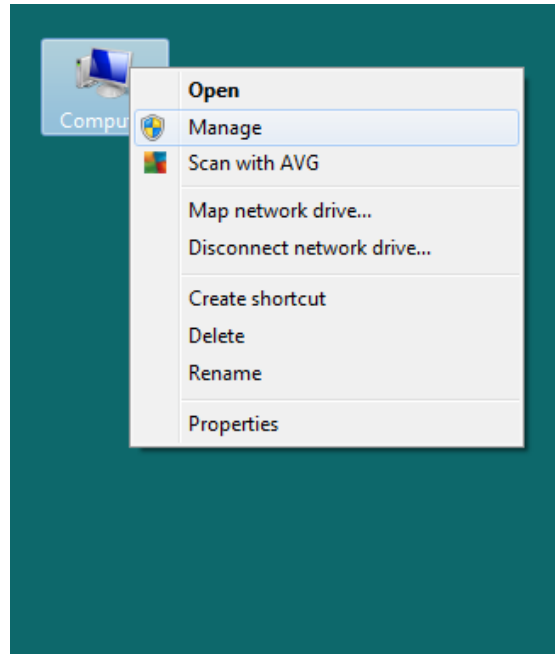 Compu
Open
Manage
Scan with AVG
Map network drive...
Disconnect network drive...
Create shortcut
Delete
Rename
Properties